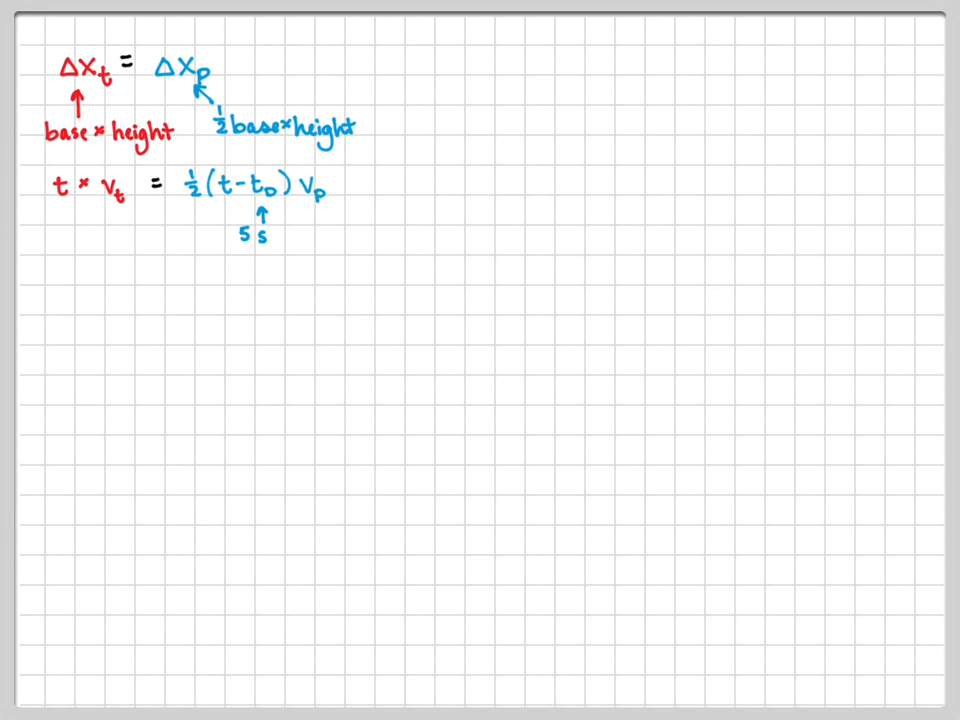 Δx_t = Δx_p
base × height
½ base × height
t × v_t = ½ (t - t_0) v_p
5 s